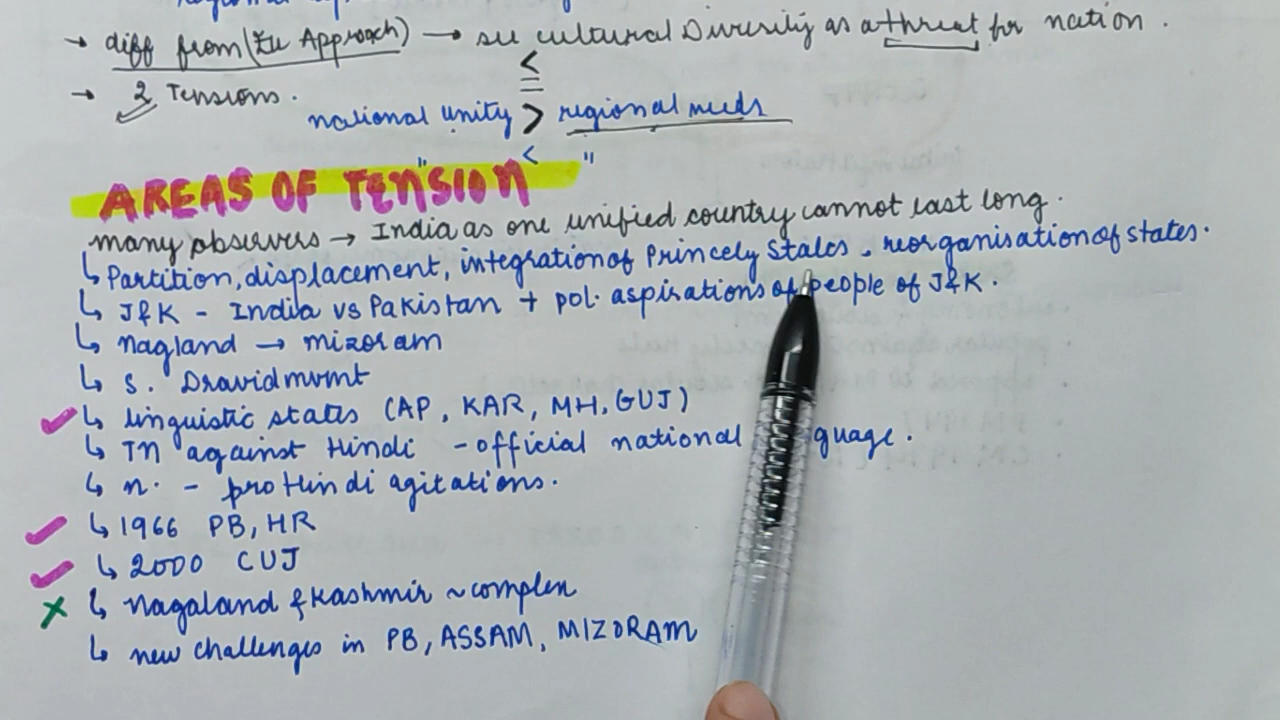 → diff from (EU Approach) → see cultural Diversity as a threat for nation.
→ 2 Tensions.
<
=
national unity > regional needs
" < "
AREAS OF TENSION
many observers → India as one unified country cannot last long.
↳ Partition, displacement, integration of Princely States, reorganisation of states.
↳ J&K - India vs Pakistan + pol. aspirations of people of J&K.
↳ nagland → mizoram
↳ S. Dravid mvmt
↳ linguistic states (AP, KAR, MH, GUJ)
↳ TN against Hindi - official national guage.
↳ n. - pro Hindi agitations.
↳ 1966 PB, HR
↳ 2000 CUJ
↳ Nagaland & Kashmir ~ complex
↳ new challenges in PB, ASSAM, MIZORAM